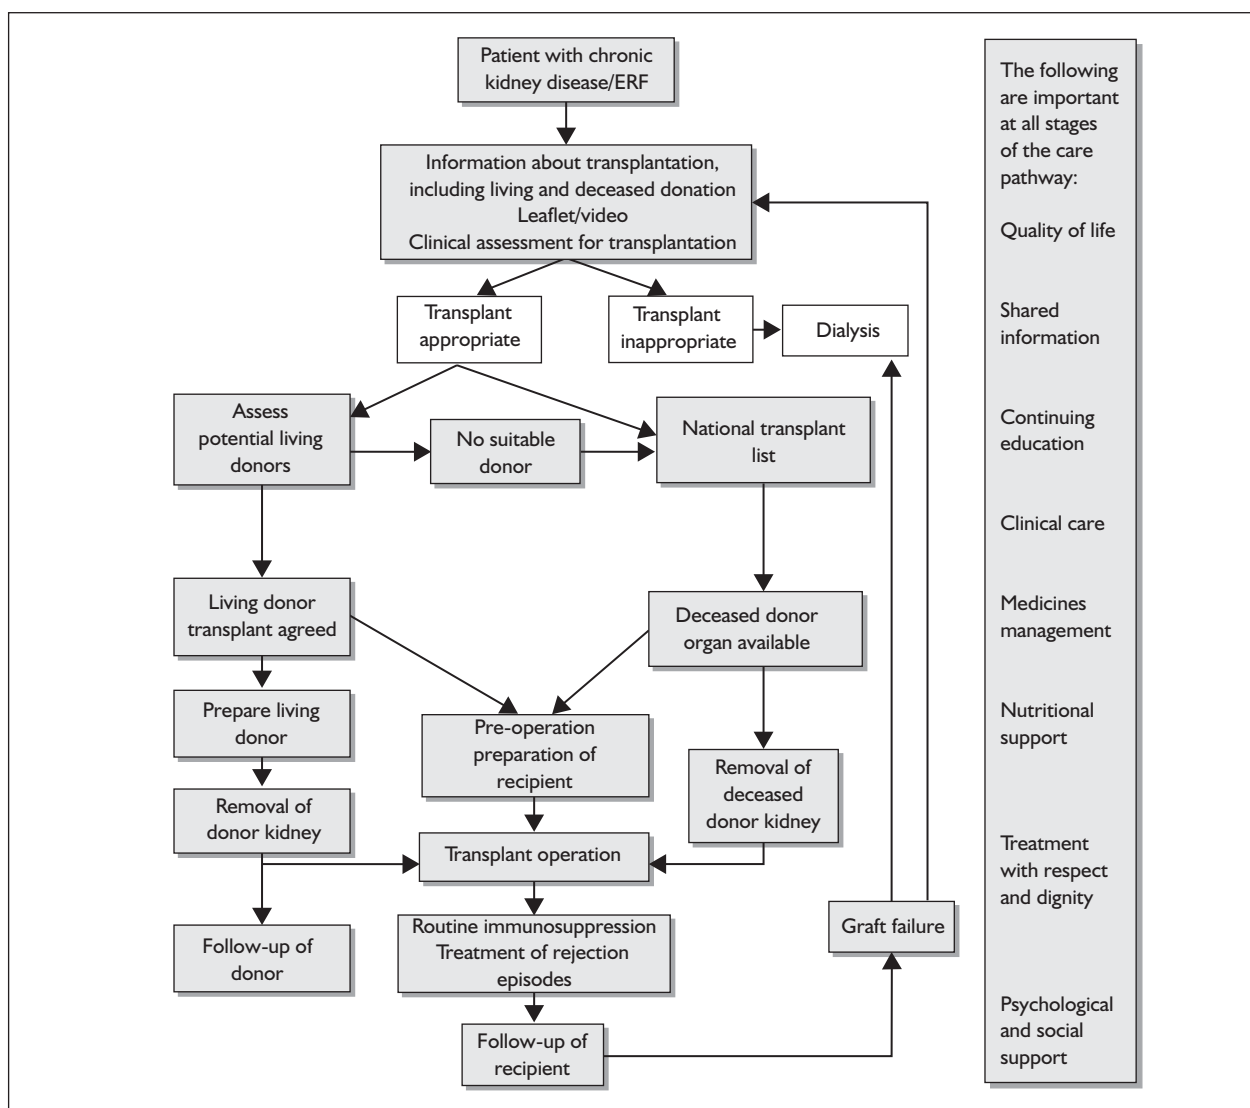 Patient with chronic
kidney disease/ERF
Information about transplantation,
including living and deceased donation
Leaflet/video
Clinical assessment for transplantation
Transplant
appropriate
Transplant
inappropriate
Dialysis
Assess
potential living
donors
No suitable
donor
National transplant
list
Living donor
transplant agreed
Deceased donor
organ available
Prepare living
donor
Pre-operation
preparation of
recipient
Removal of
deceased
donor kidney
Removal of
donor kidney
Transplant operation
Follow-up of
donor
Routine immunosuppression
Treatment of rejection
episodes
Graft failure
Follow-up of
recipient
The following
are important
at all stages
of the care
pathway:
Quality of life
Shared
information
Continuing
education
Clinical care
Medicines
management
Nutritional
support
Treatment
with respect
and dignity
Psychological
and social
support